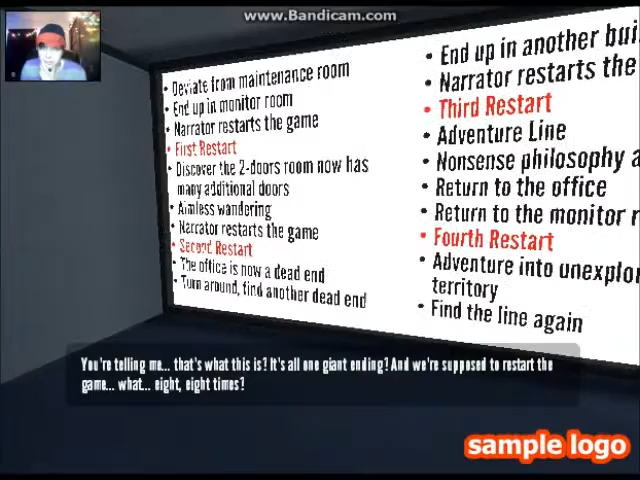 www.Bandicam.com
• Deviate from maintenance room
• End up in monitor room
• Narrator restarts the game
• First Restart
• Discover the 2-doors room now has
many additional doors
• Aimless wandering
• Narrator restarts the game
• Second Restart
• The office is now a dead end
• Turn around, find another dead end
• End up in another bui
• Narrator restarts the
• Third Restart
• Adventure Line
• Nonsense philosophy a
• Return to the office
• Return to the monitor r
• Fourth Restart
• Adventure into unexplo
territory
• Find the line again
You're telling me... that's what this is? It's all one giant ending? And we're supposed to restart the
game... what... eight, eight times?
sample logo